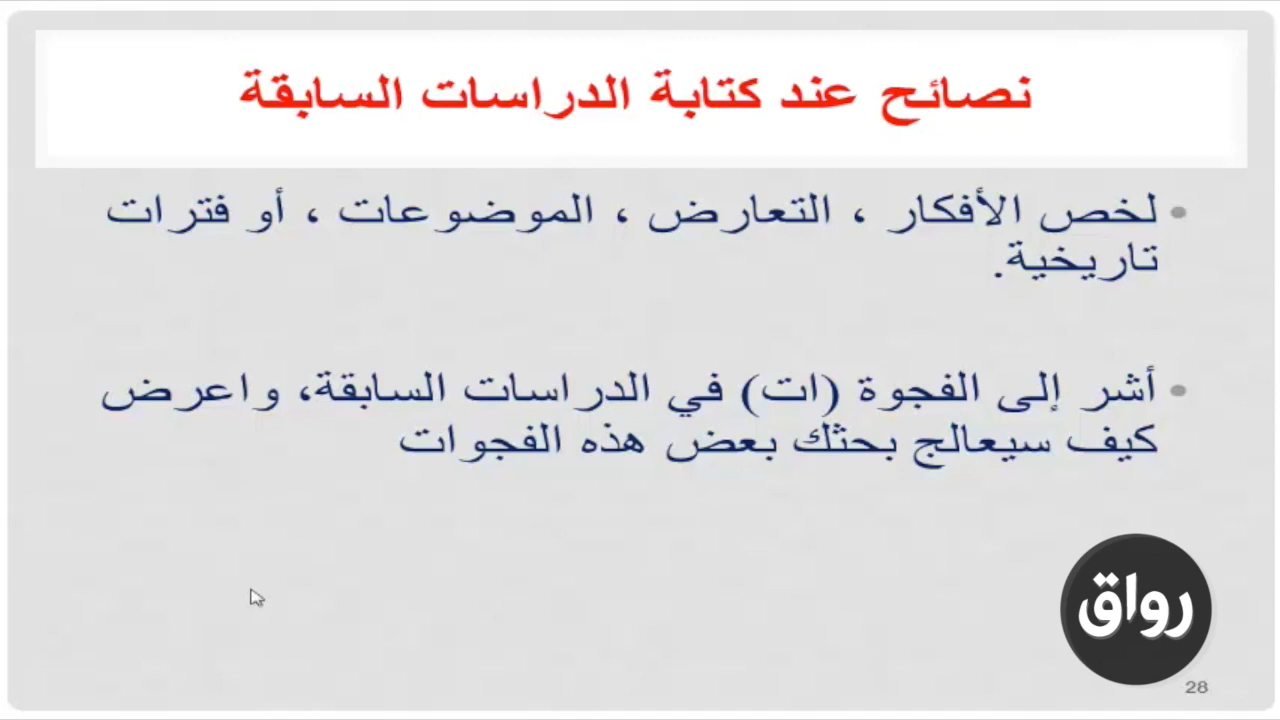 نصائح عند كتابة الدراسات السابقة
• لخص الأفكار ، التعارض ، الموضوعات ، أو فترات
تاريخية.
• أشر إلى الفجوة (ات) في الدراسات السابقة، واعرض
كيف سيعالج بحثك بعض هذه الفجوات
رواق
28